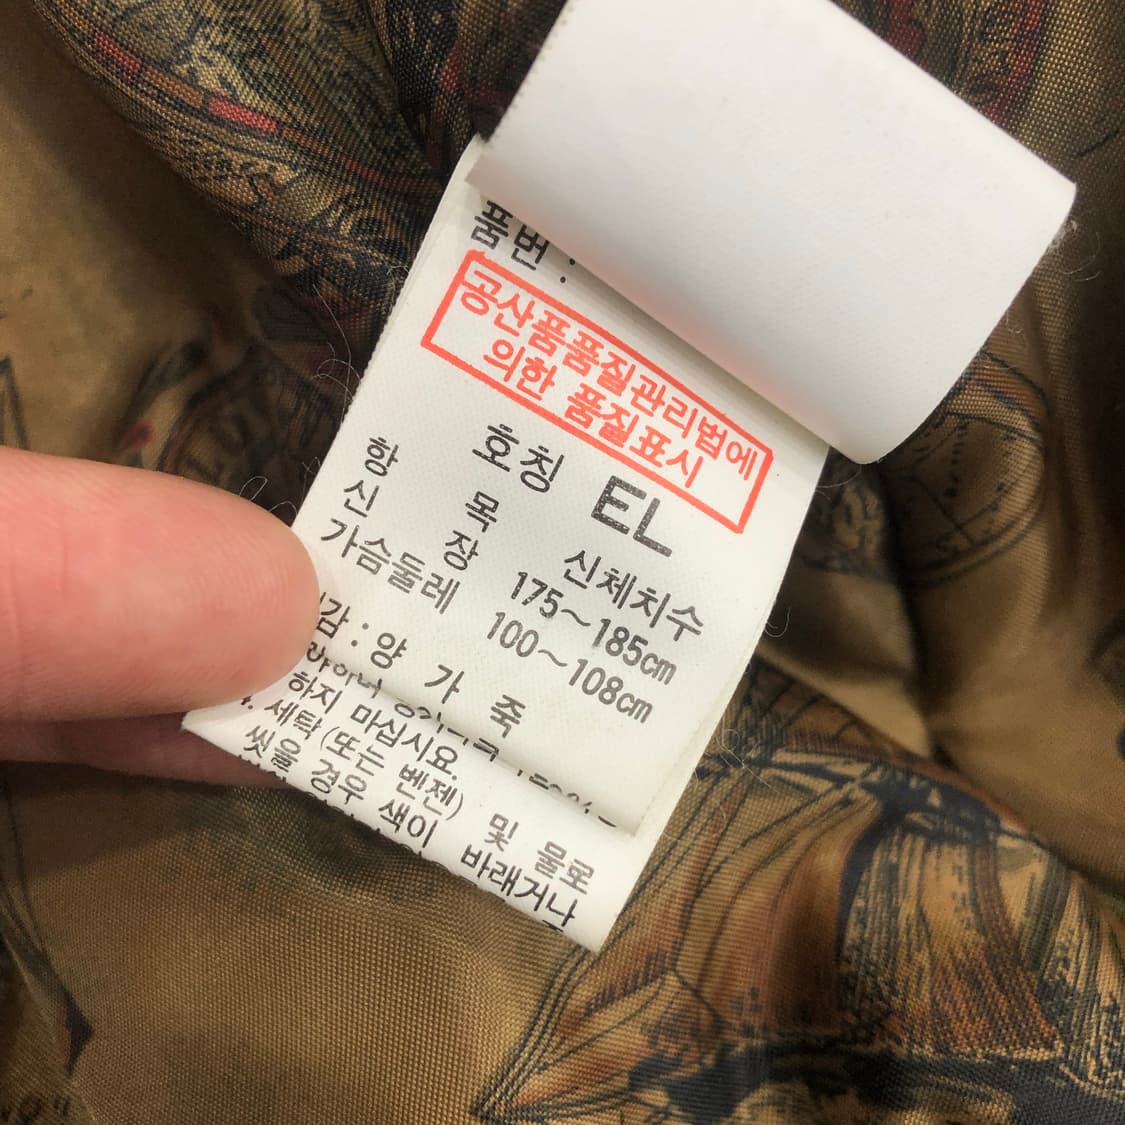 품번 :
공산품품질관리법에
의한 품질표시
호칭 EL
항 목 신체치수
신 장 175~185cm
가슴둘레 100~108cm
감 : 양 가 죽
하지 마십시요.
4. 세탁(또는 벤젠) 및 물로
씻을 경우 색이 바래거나